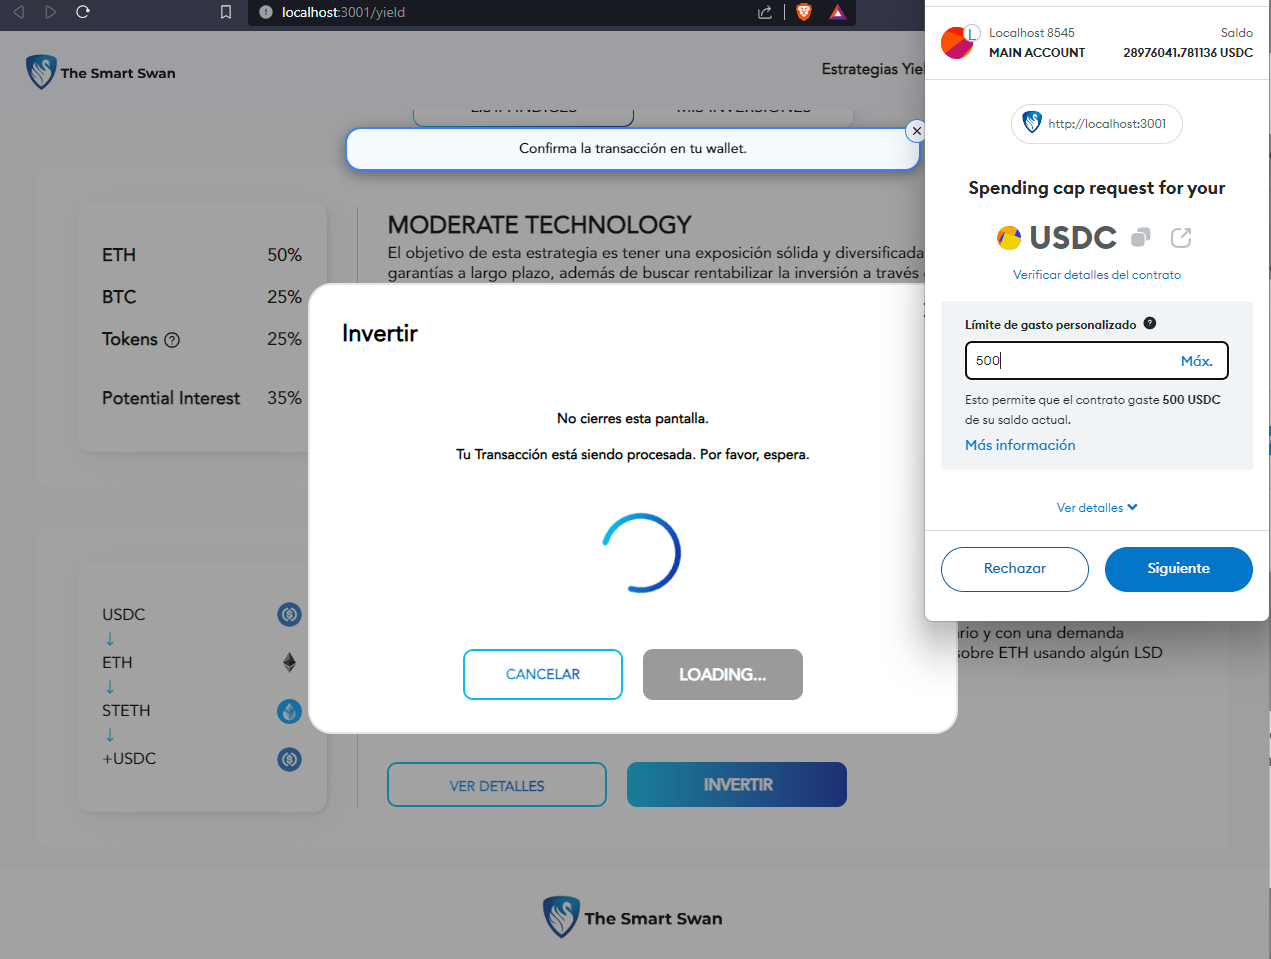 localhost:3001/yield
The Smart Swan
Estrategias
LISTA INDICES
MIS INVERSIONES
Confirma la transacción en tu wallet.
ETH 50%
BTC 25%
Tokens ? 25%
Potential Interest 35%
MODERATE TECHNOLOGY
El objetivo de esta estrategia es tener una exposición sólida y diversificada
garantías a largo plazo, además de buscar rentabilizar la inversión a través
Invertir
No cierres esta pantalla.
Tu Transacción está siendo procesada. Por favor, espera.
CANCELAR
LOADING...
USDC
↓
ETH
↓
STETH
↓
+USDC
y con una demanda
sobre ETH usando algún LSD
VER DETALLES
INVERTIR
The Smart Swan
L
Localhost 8545
MAIN ACCOUNT
Saldo
28976041.781136 USDC
http://localhost:3001
Spending cap request for your
USDC
Verificar detalles del contrato
Límite de gasto personalizado ?
500
Máx.
Esto permite que el contrato gaste 500 USDC
de su saldo actual.
Más información
Ver detalles
Rechazar
Siguiente